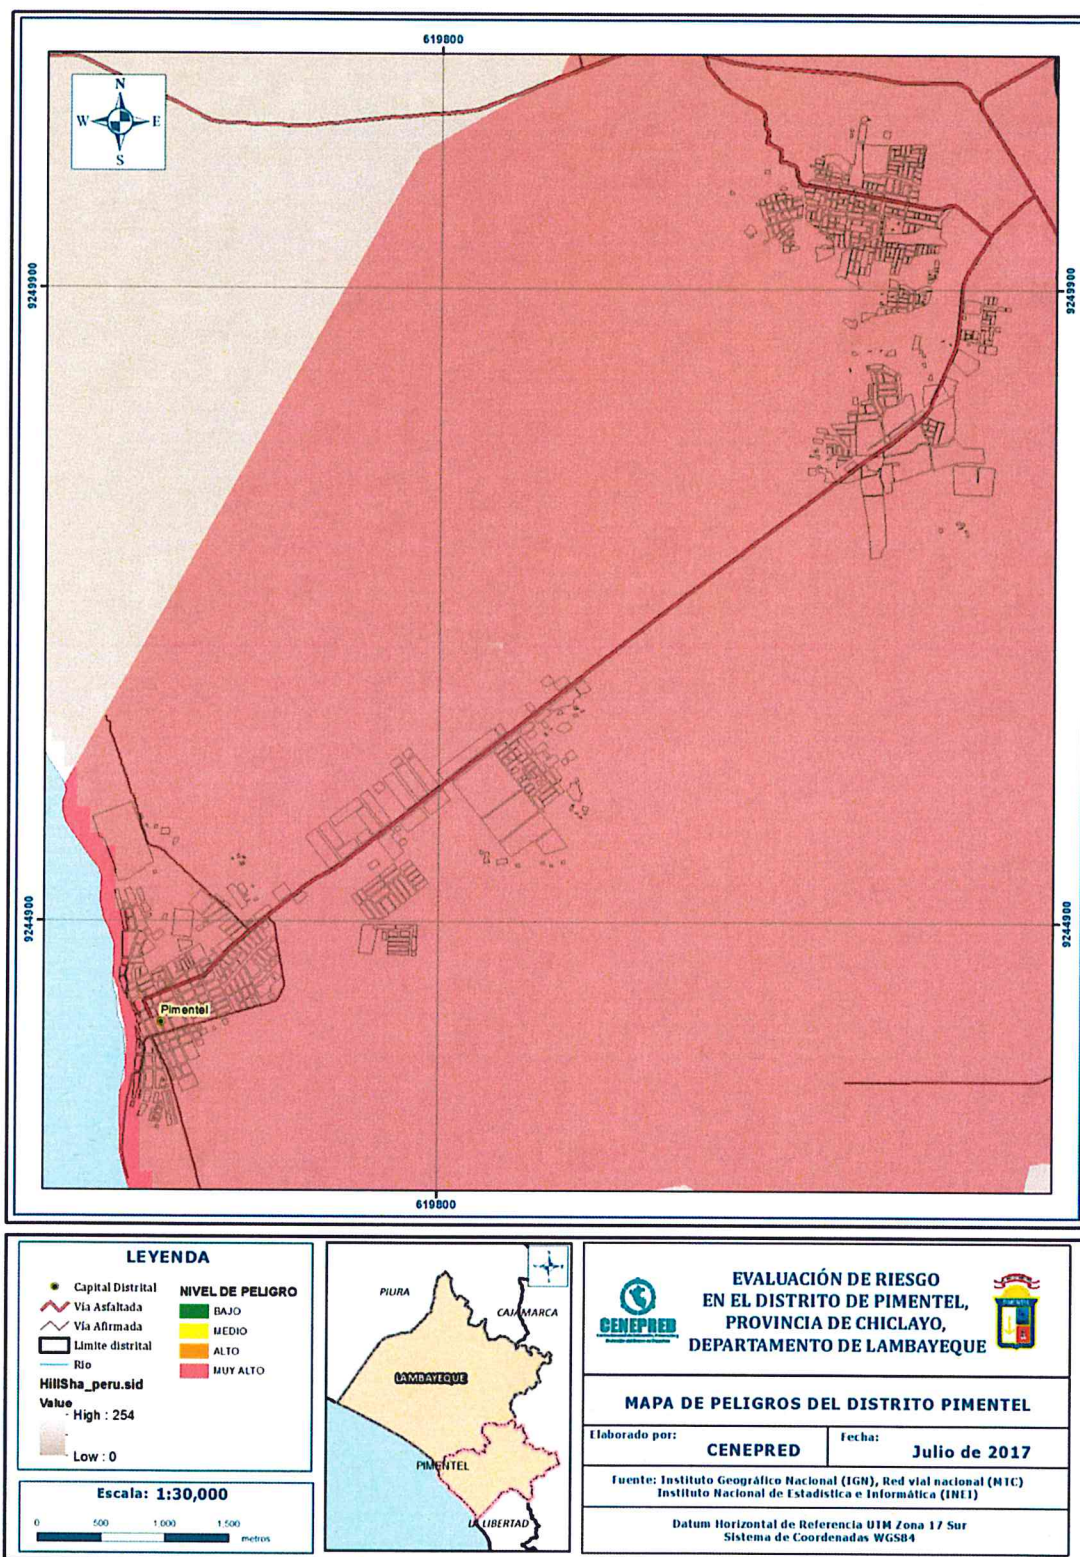 619800
N
W
E
S
9249900
9249900
9244900
9244900
Pimentel
619800
LEYENDA
Capital Distrital
Vía Asfaltada
Vía Afirmada
Limite distrital
Rio
HillSha_peru.sid
Value
High : 254
Low : 0
NIVEL DE PELIGRO
BAJO
MEDIO
ALTO
MUY ALTO
Escala: 1:30,000
0 500 1 000 1 500
metros
PIURA
CAJAMARCA
LAMBAYEQUE
PIMENTEL
LA LIBERTAD
CENEPRED
EVALUACIÓN DE RIESGO
EN EL DISTRITO DE PIMENTEL,
PROVINCIA DE CHICLAYO,
DEPARTAMENTO DE LAMBAYEQUE
MAPA DE PELIGROS DEL DISTRITO PIMENTEL
Elaborado por:
CENEPRED
Fecha:
Julio de 2017
Fuente: Instituto Geográfico Nacional (IGN), Red vial nacional (MTC)
Instituto Nacional de Estadística e Informática (INEI)
Datum Horizontal de Referencia UTM Zona 17 Sur
Sistema de Coordenadas WGS84